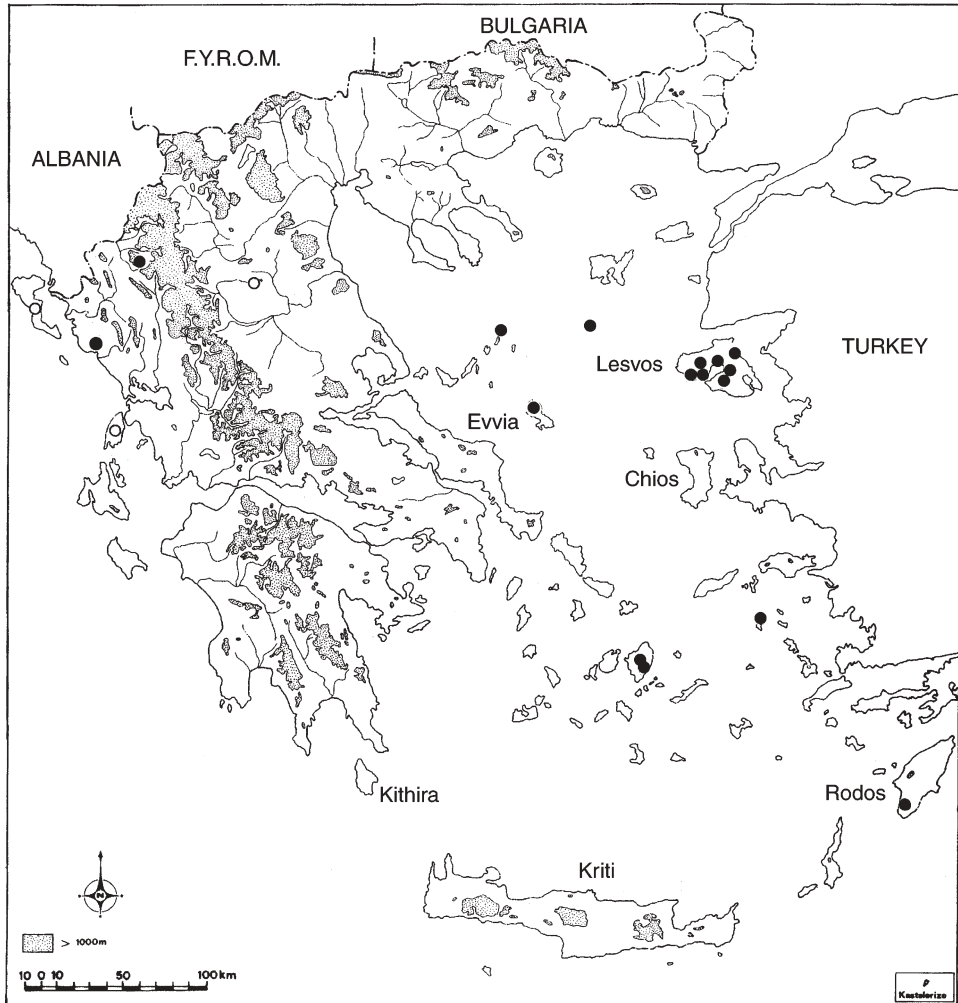 BULGARIA
F.Y.R.O.M.
ALBANIA
TURKEY
Lesvos
Evvia
Chios
Kithira
Rodos
Kriti
N
> 1000m
10 0 10 50 100km
Kastelorizo